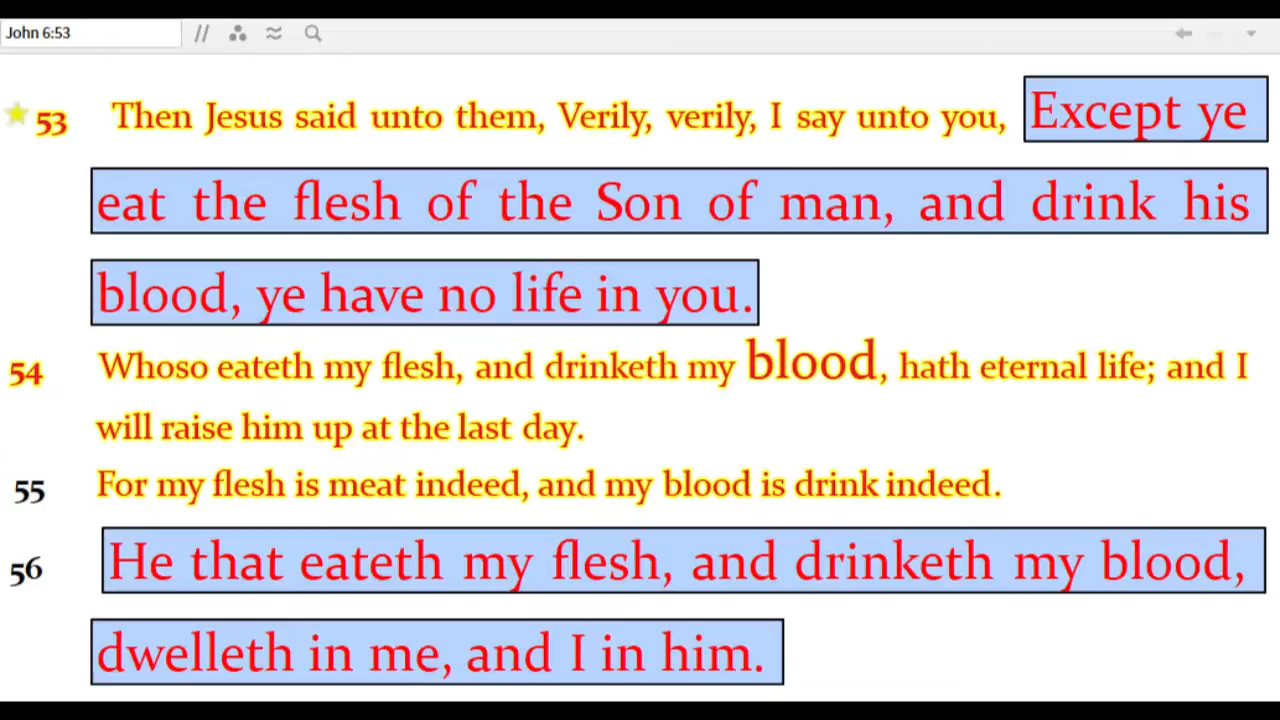 John 6:53
53 Then Jesus said unto them, Verily, verily, I say unto you, Except ye
eat the flesh of the Son of man, and drink his
blood, ye have no life in you.
54 Whoso eateth my flesh, and drinketh my blood, hath eternal life; and I
will raise him up at the last day.
55 For my flesh is meat indeed, and my blood is drink indeed.
56 He that eateth my flesh, and drinketh my blood,
dwelleth in me, and I in him.